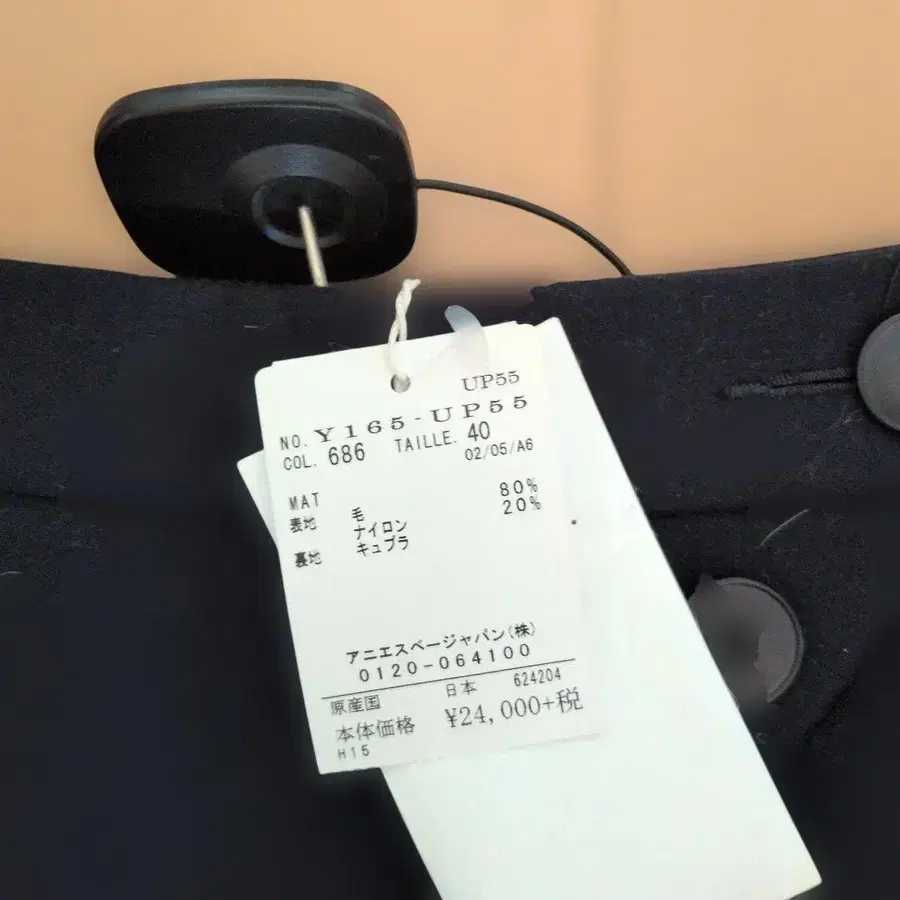 UP55
NO. Y165-UP55
COL. 686 TAILLE. 40
02/05/A6
MAT
表地 毛 80%
ナイロン 20%
裏地 キュプラ
アニエスベージャパン(株)
0120-064100
原産国 日本 624204
本体価格 ¥24,000+税
H15